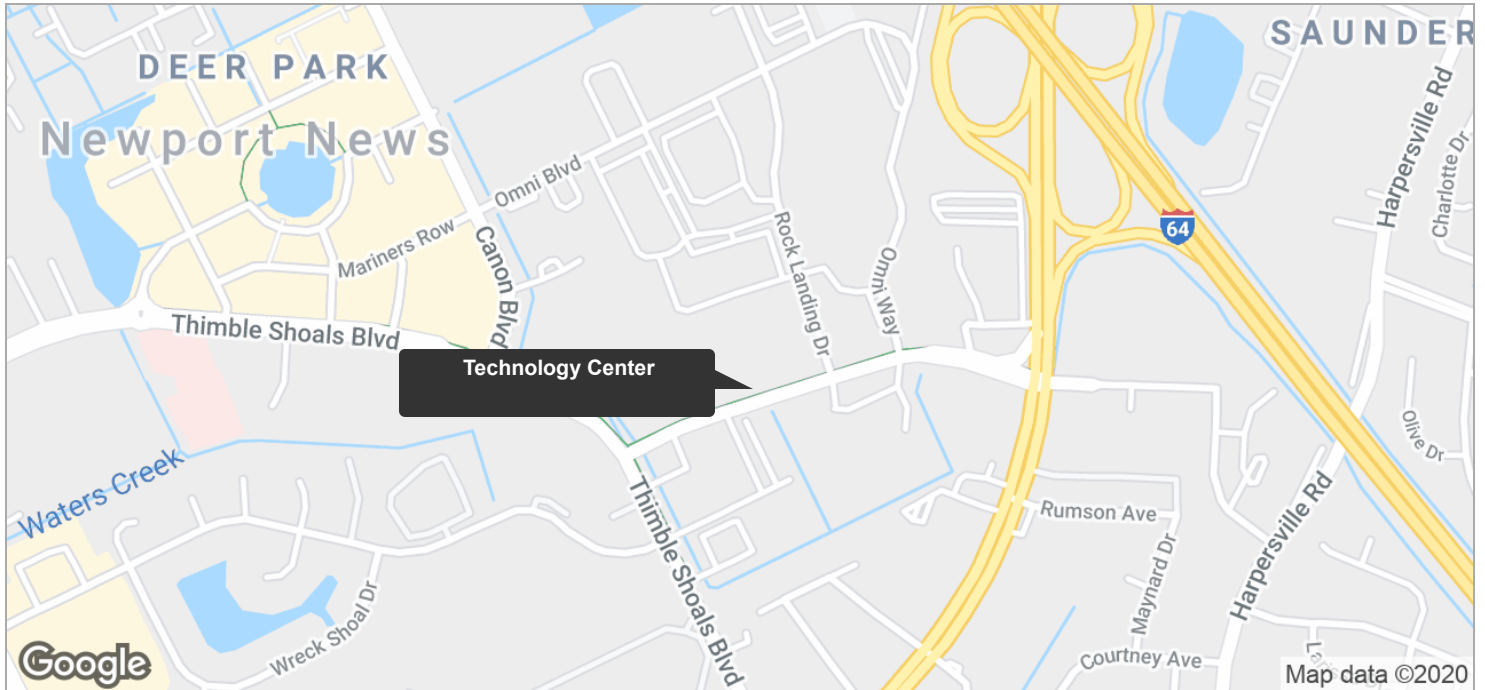 DEER PARK
SAUNDER
Newport News
Harpersville Rd
Charlotte Dr
Omni Blvd
Mariners Row
Canon Blvd
Rock Landing Dr
Omni Way
64
Thimble Shoals Blvd
Technology Center
Olive Dr
Waters Creek
Rumson Ave
Harpersville Rd
Maynard Dr
Thimble Shoals Blvd
Wreck Shoal Dr
Courtney Ave
Google
Map data ©2020